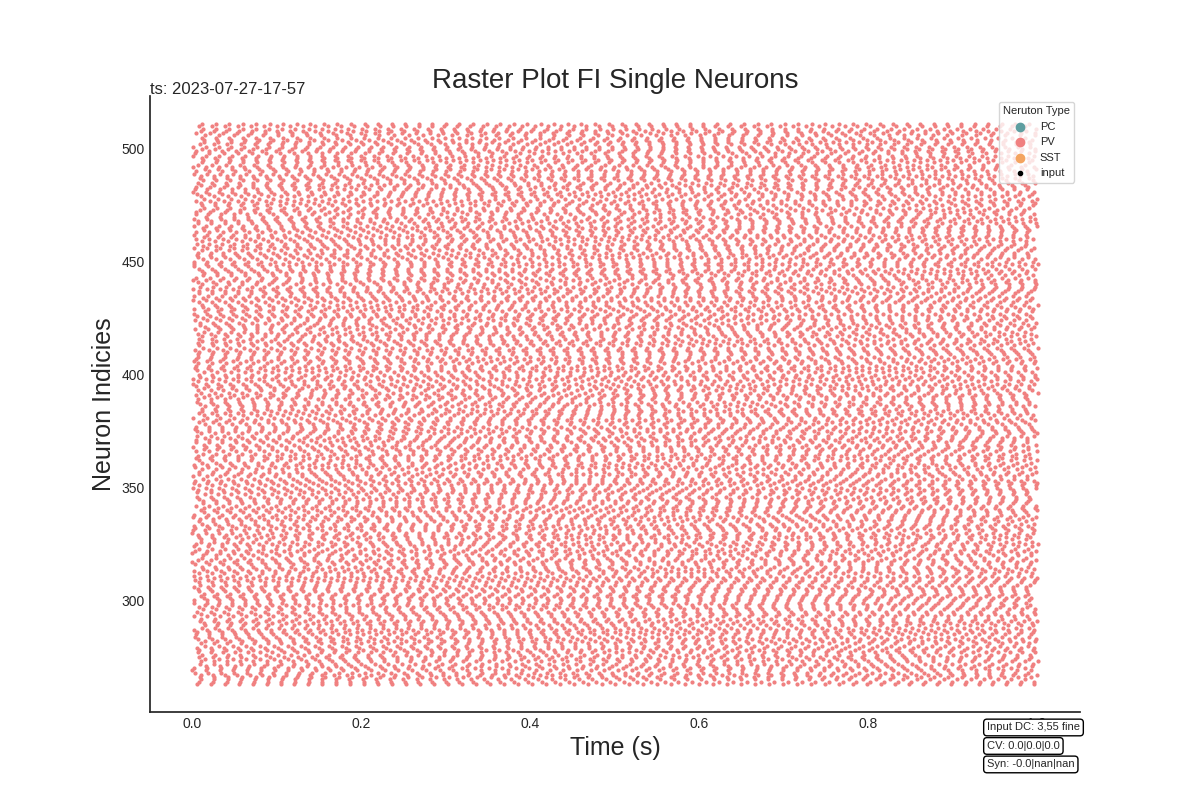 Raster Plot FI Single Neurons
ts: 2023-07-27-17-57
Neruton Type
PC
PV
SST
input
500
450
400
350
300
Neuron Indicies
0.0 0.2 0.4 0.6 0.8
Time (s)
Input DC: 3,55 fine
CV: 0.0|0.0|0.0
Syn: -0.0|nan|nan